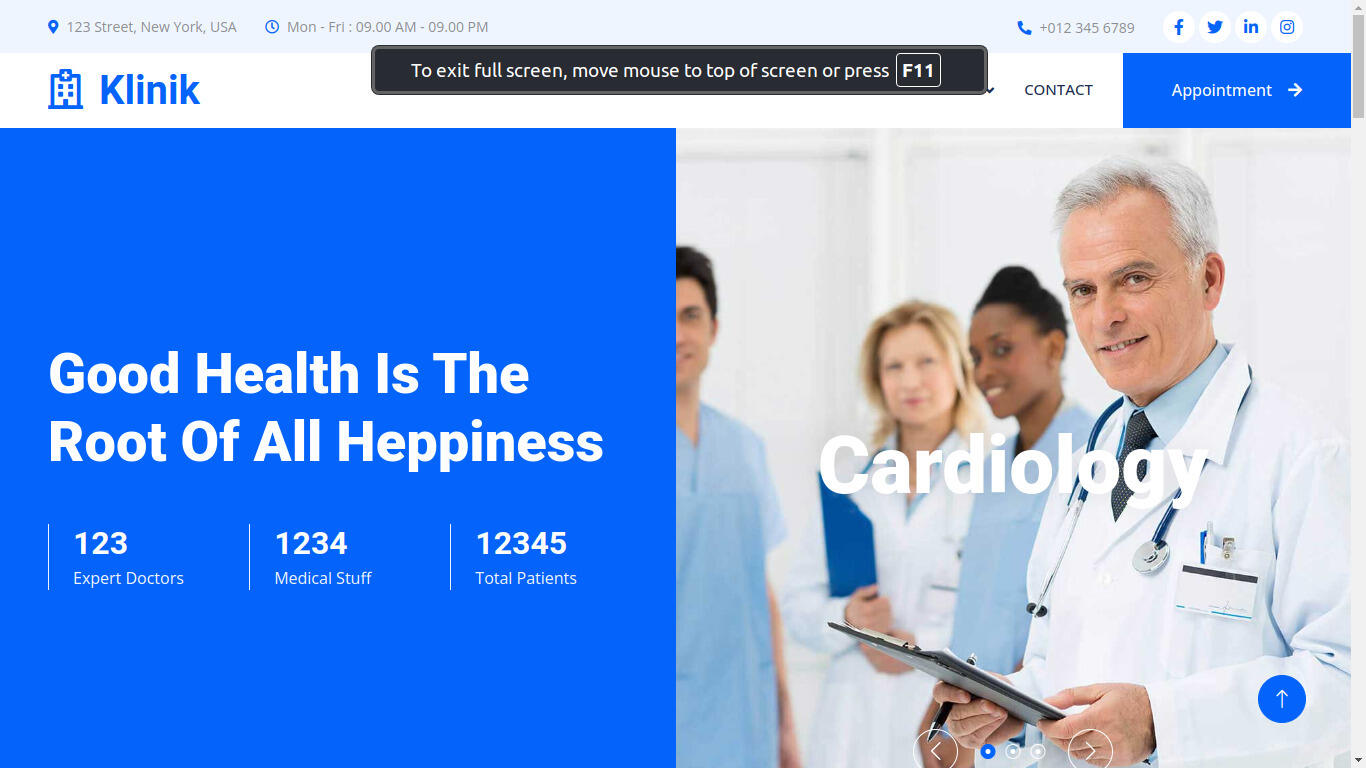 123 Street, New York, USA
Mon - Fri : 09.00 AM - 09.00 PM
+012 345 6789
To exit full screen, move mouse to top of screen or press F11
Klinik
CONTACT
Appointment
Good Health Is The
Root Of All Heppiness
123
Expert Doctors
1234
Medical Stuff
12345
Total Patients
Cardiology